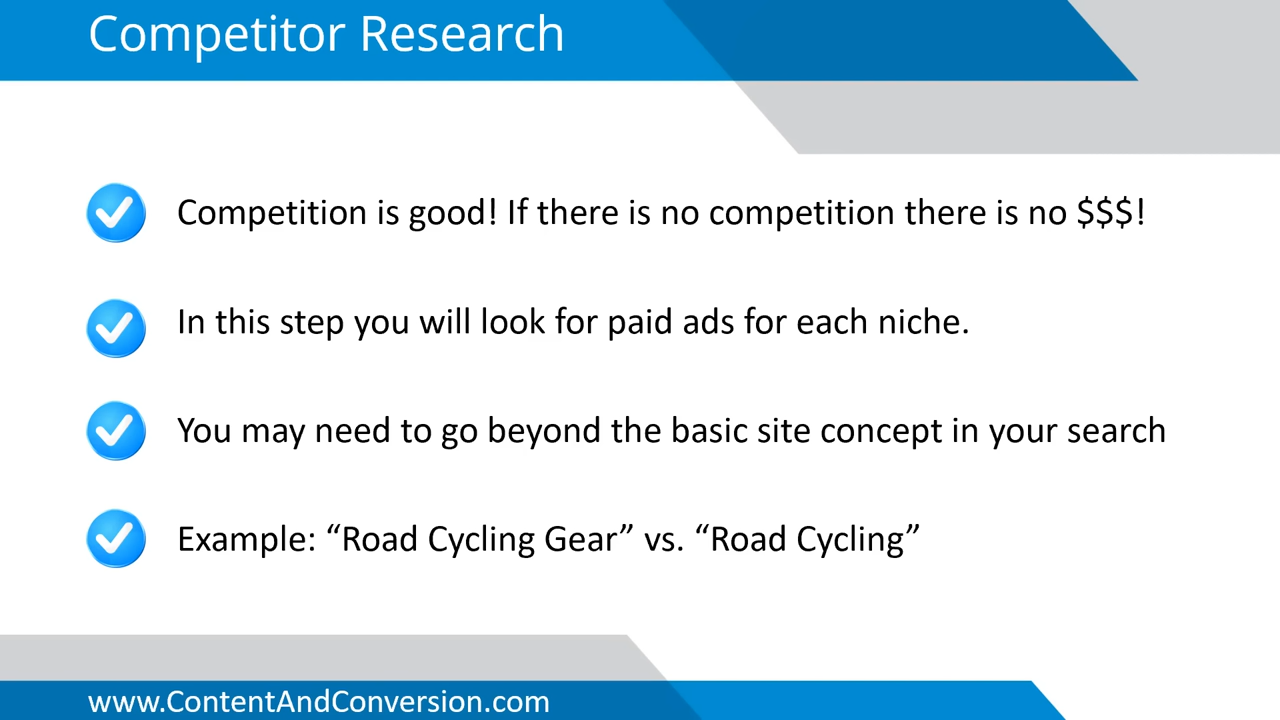 Competitor Research
Competition is good! If there is no competition there is no $$$!
In this step you will look for paid ads for each niche.
You may need to go beyond the basic site concept in your search
Example: “Road Cycling Gear” vs. “Road Cycling”
www.ContentAndConversion.com